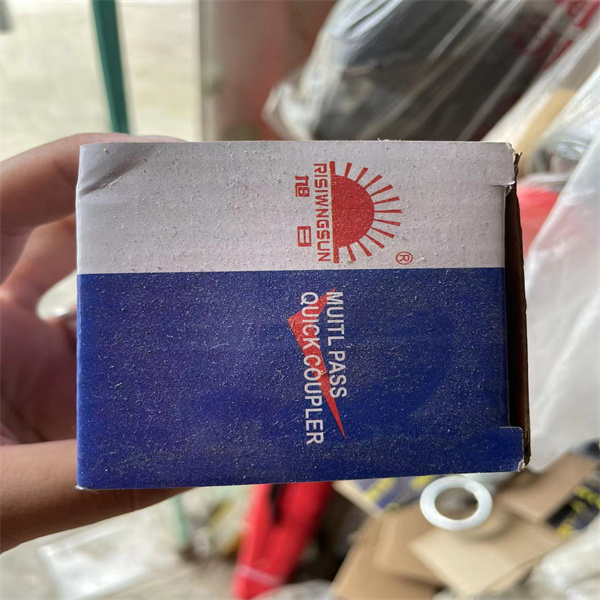 RISIWNGSUN
旭日
®
MUITL PASS
QUICK COUPLER